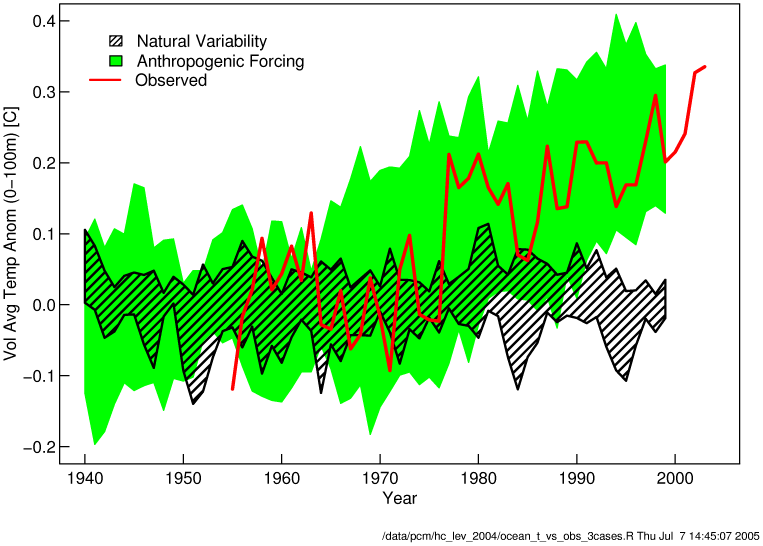 Natural Variability
Anthropogenic Forcing
Observed
Vol Avg Temp Anom (0−100m) [C]
0.4
0.3
0.2
0.1
0.0
−0.1
−0.2
1940 1950 1960 1970 1980 1990 2000
Year
/data/pcm/hc_lev_2004/ocean_t_vs_obs_3cases.R Thu Jul 7 14:45:07 2005